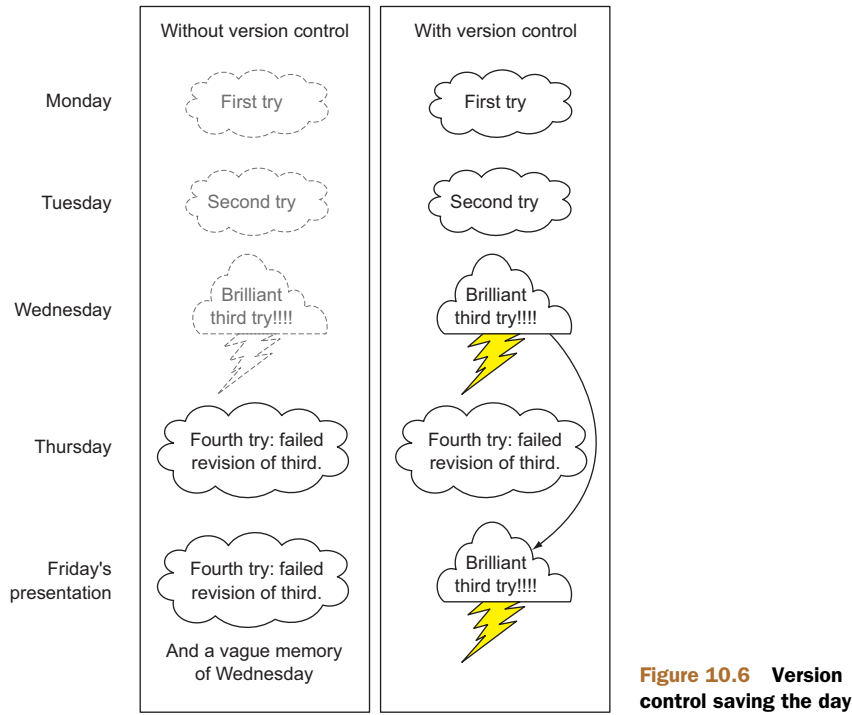 Without version control
With version control
Monday
First try
First try
Tuesday
Second try
Second try
Wednesday
Brilliant
third try!!!!
Brilliant
third try!!!!
Thursday
Fourth try: failed
revision of third.
Fourth try: failed
revision of third.
Friday's
presentation
Fourth try: failed
revision of third.
Brilliant
third try!!!!
And a vague memory
of Wednesday
Figure 10.6 Version
control saving the day